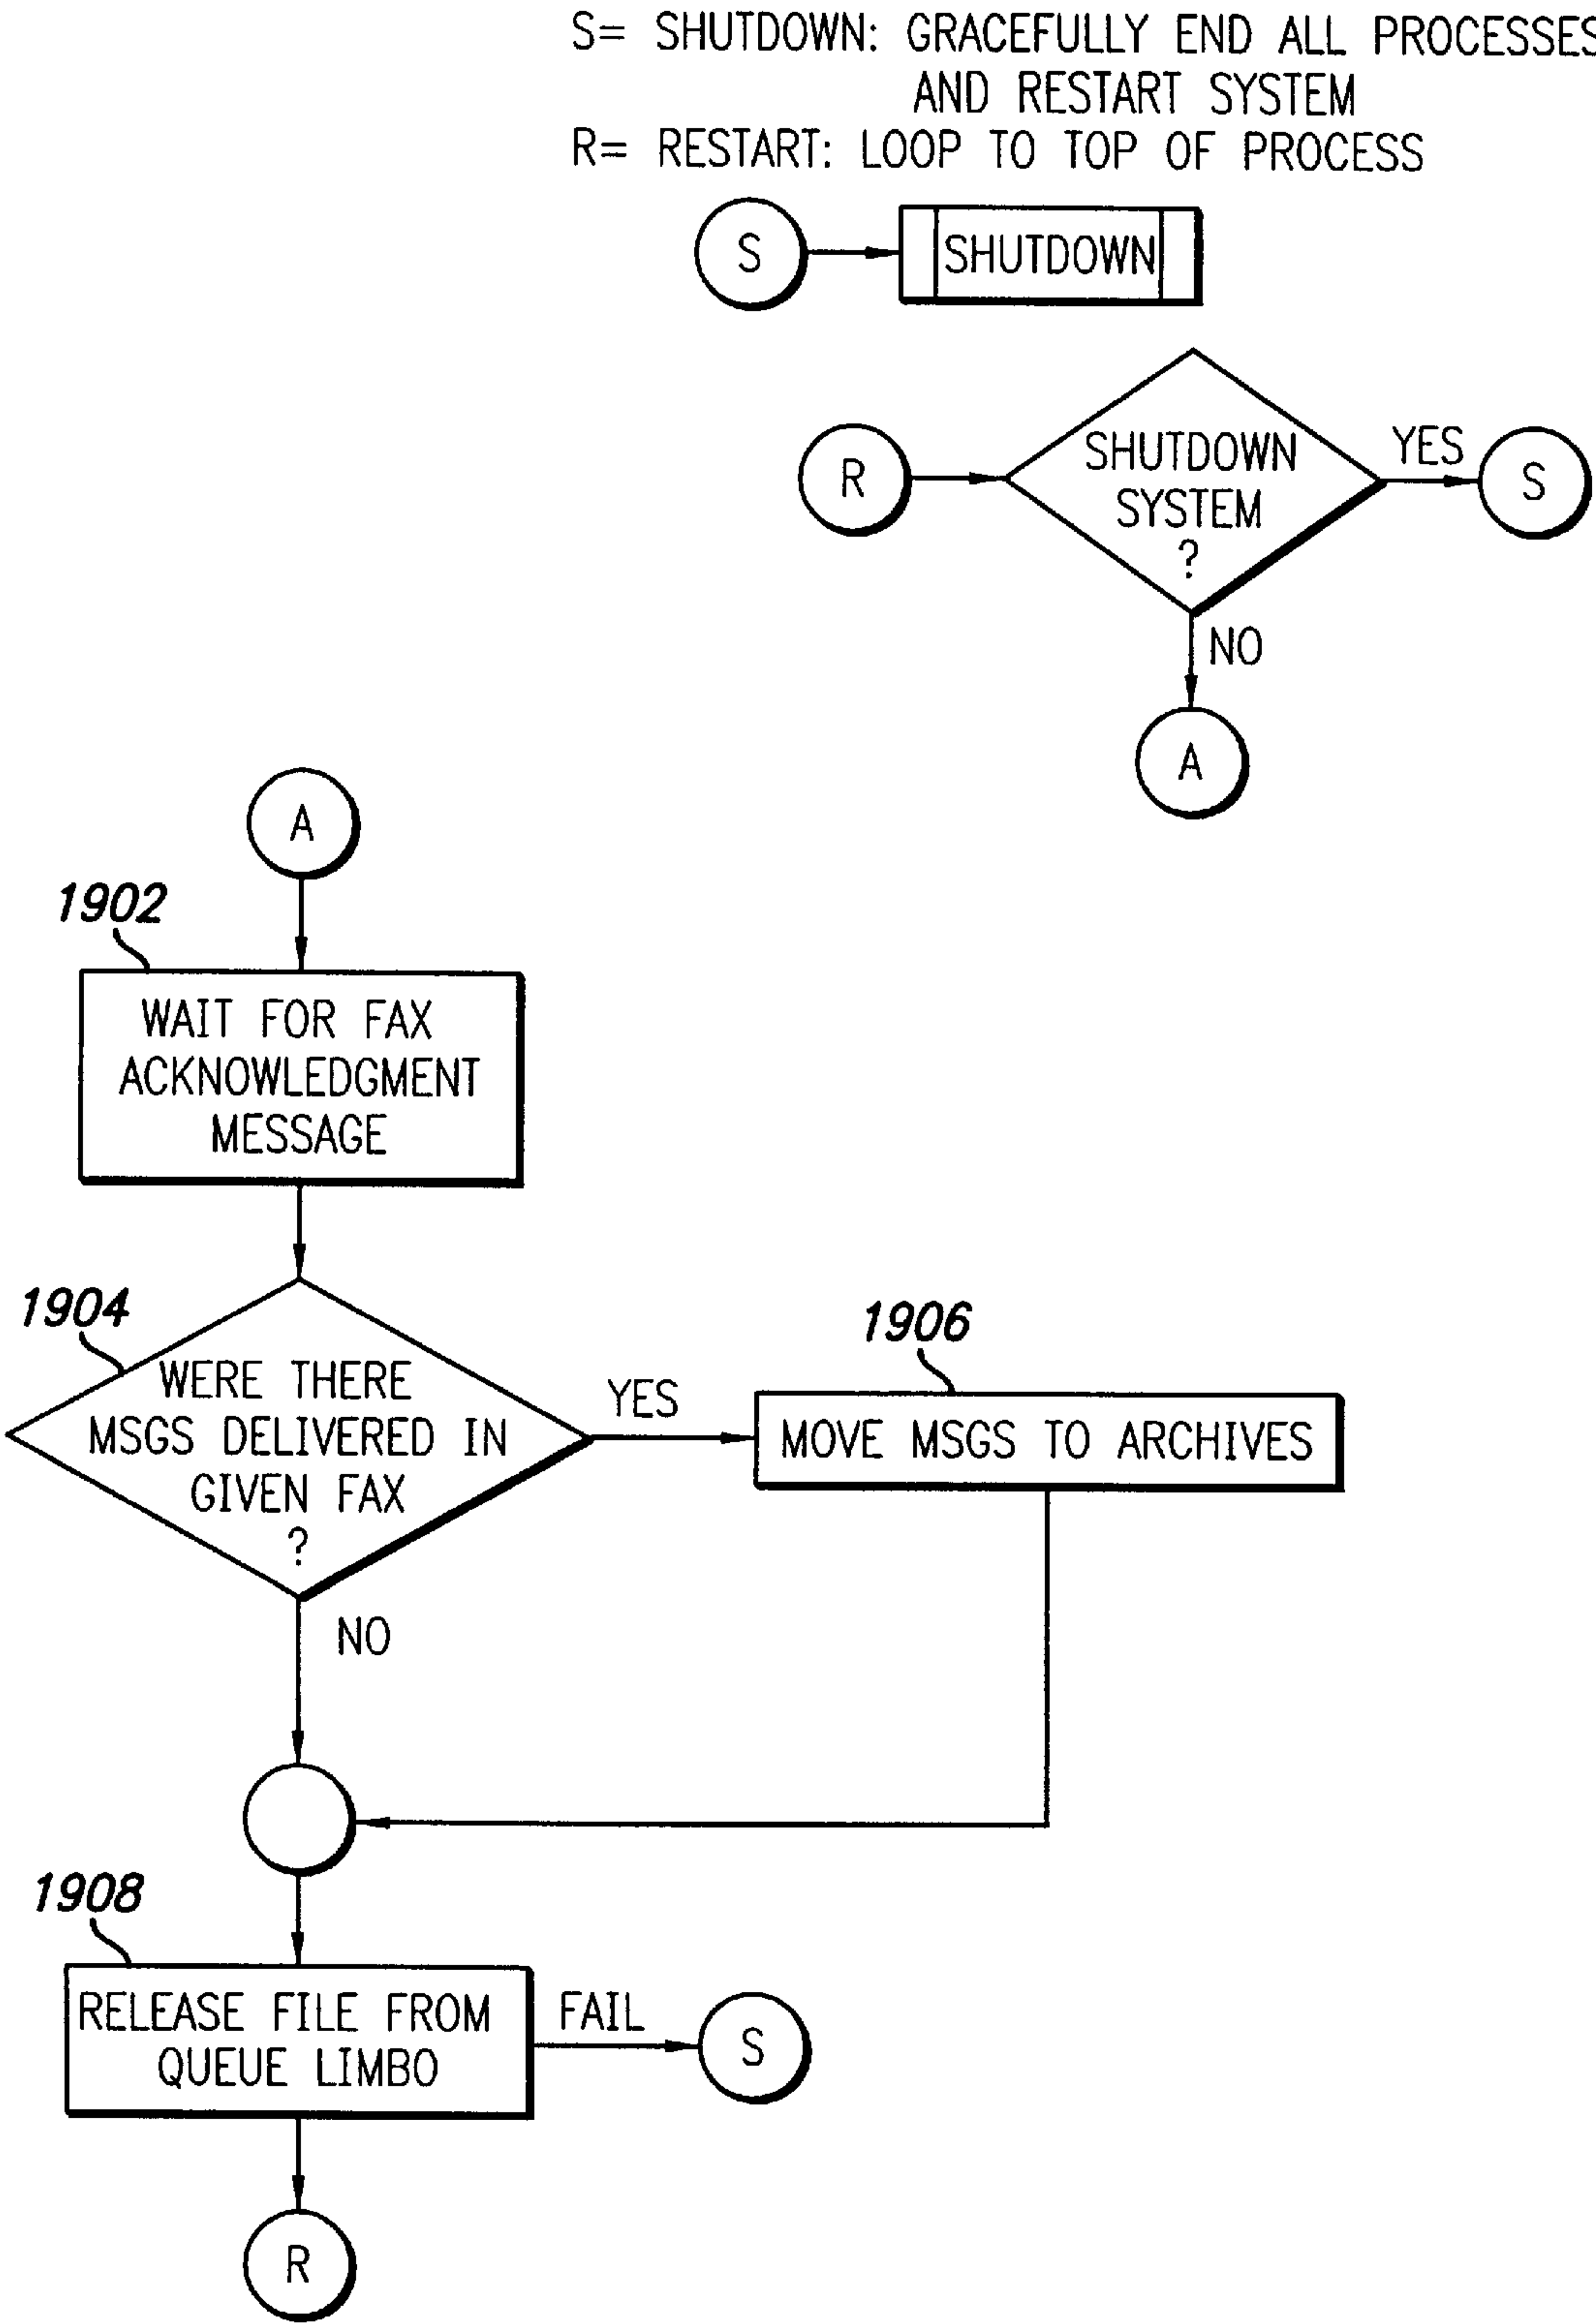 S= SHUTDOWN: GRACEFULLY END ALL PROCESSES
AND RESTART SYSTEM
R= RESTART: LOOP TO TOP OF PROCESS
S
SHUTDOWN
R
SHUTDOWN
SYSTEM
?
YES
S
NO
A
A
1902
WAIT FOR FAX
ACKNOWLEDGMENT
MESSAGE
1904
WERE THERE
MSGS DELIVERED IN
GIVEN FAX
?
YES
1906
MOVE MSGS TO ARCHIVES
NO
1908
RELEASE FILE FROM
QUEUE LIMBO
FAIL
S
R